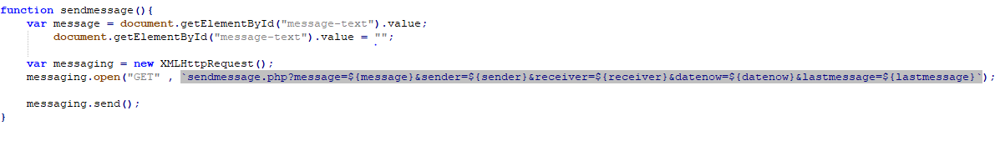 function sendmessage(){
var message = document.getElementById("message-text").value;
document.getElementById("message-text").value = "";
var messaging = new XMLHttpRequest();
messaging.open("GET" , `sendmessage.php?message=${message}&sender=${sender}&receiver=${receiver}&datenow=${datenow}&lastmessage=${lastmessage}`);
messaging.send();
}